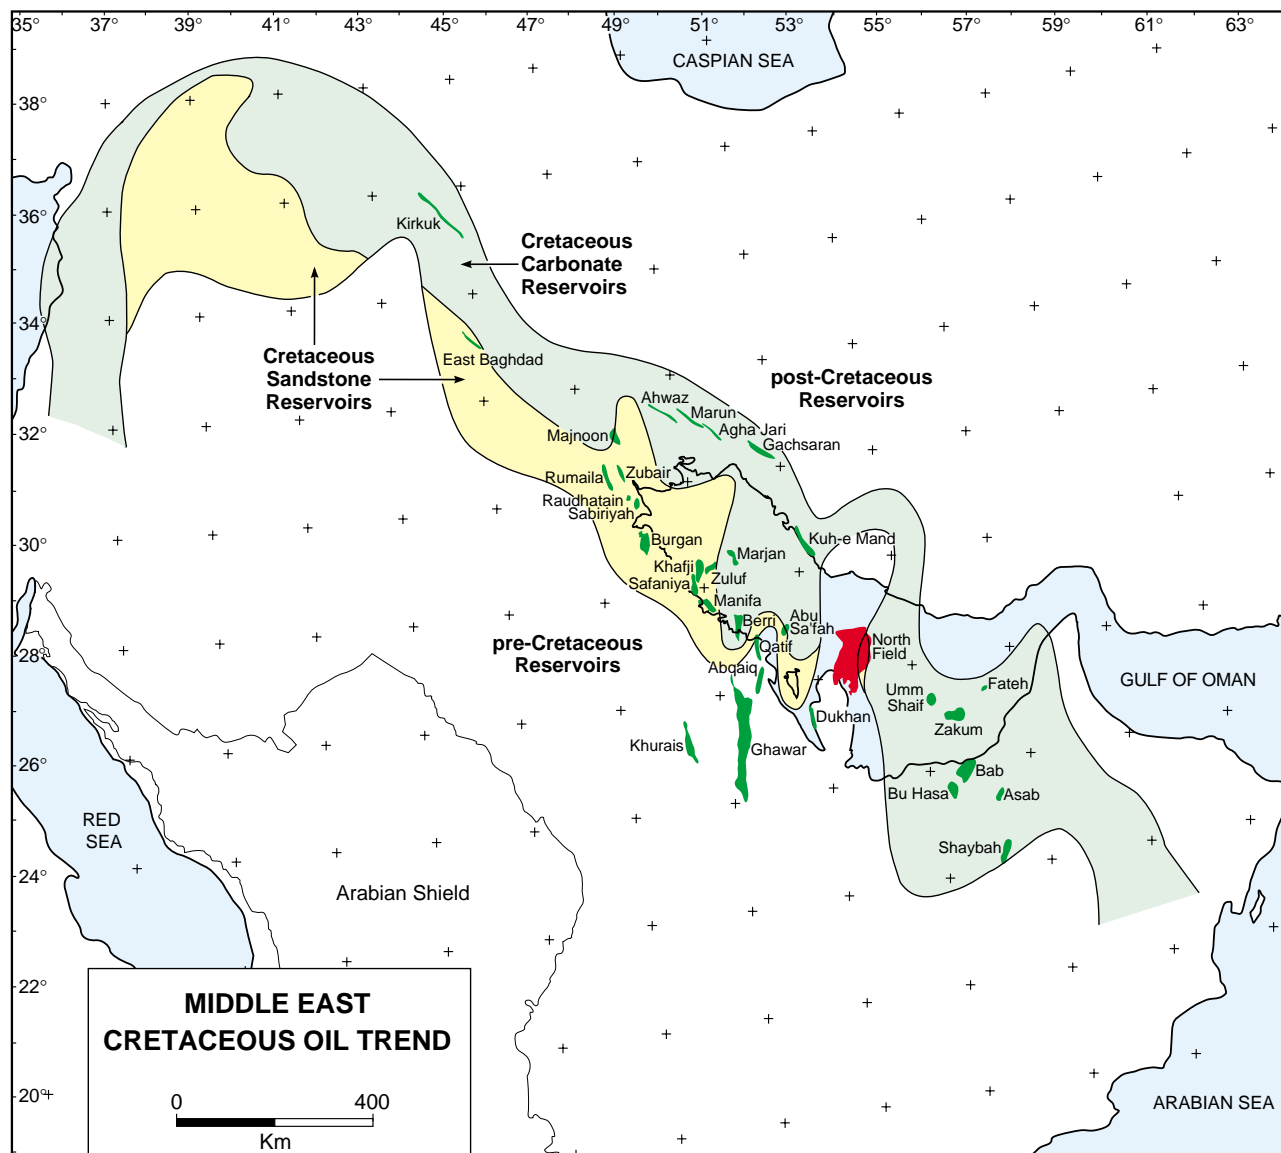 35° 37° 39° 41° 43° 45° 47° 49° 51° 53° 55° 57° 59° 61° 63°
CASPIAN SEA
38°
36°
Kirkuk
Cretaceous
Carbonate
Reservoirs
34°
East Baghdad
Cretaceous
Sandstone
Reservoirs
post-Cretaceous
Reservoirs
Ahwaz
Marun
Agha Jari
Gachsaran
32°
Majnoon
Rumaila
Zubair
Raudhatain
Sabiriyah
30°
Burgan
Kuh-e Mand
Marjan
Khafji
Zuluf
Safaniya
Manifa
Berri
Abu
Sa'fah
pre-Cretaceous
Reservoirs
28°
Qatif
Abqaiq
North
Field
GULF OF OMAN
Umm
Shaif
Fateh
Zakum
Dukhan
Khurais
Ghawar
26°
Bab
Bu Hasa
Asab
RED
SEA
Shaybah
24°
Arabian Shield
22°
MIDDLE EAST
CRETACEOUS OIL TREND
20°
0 400
Km
ARABIAN SEA